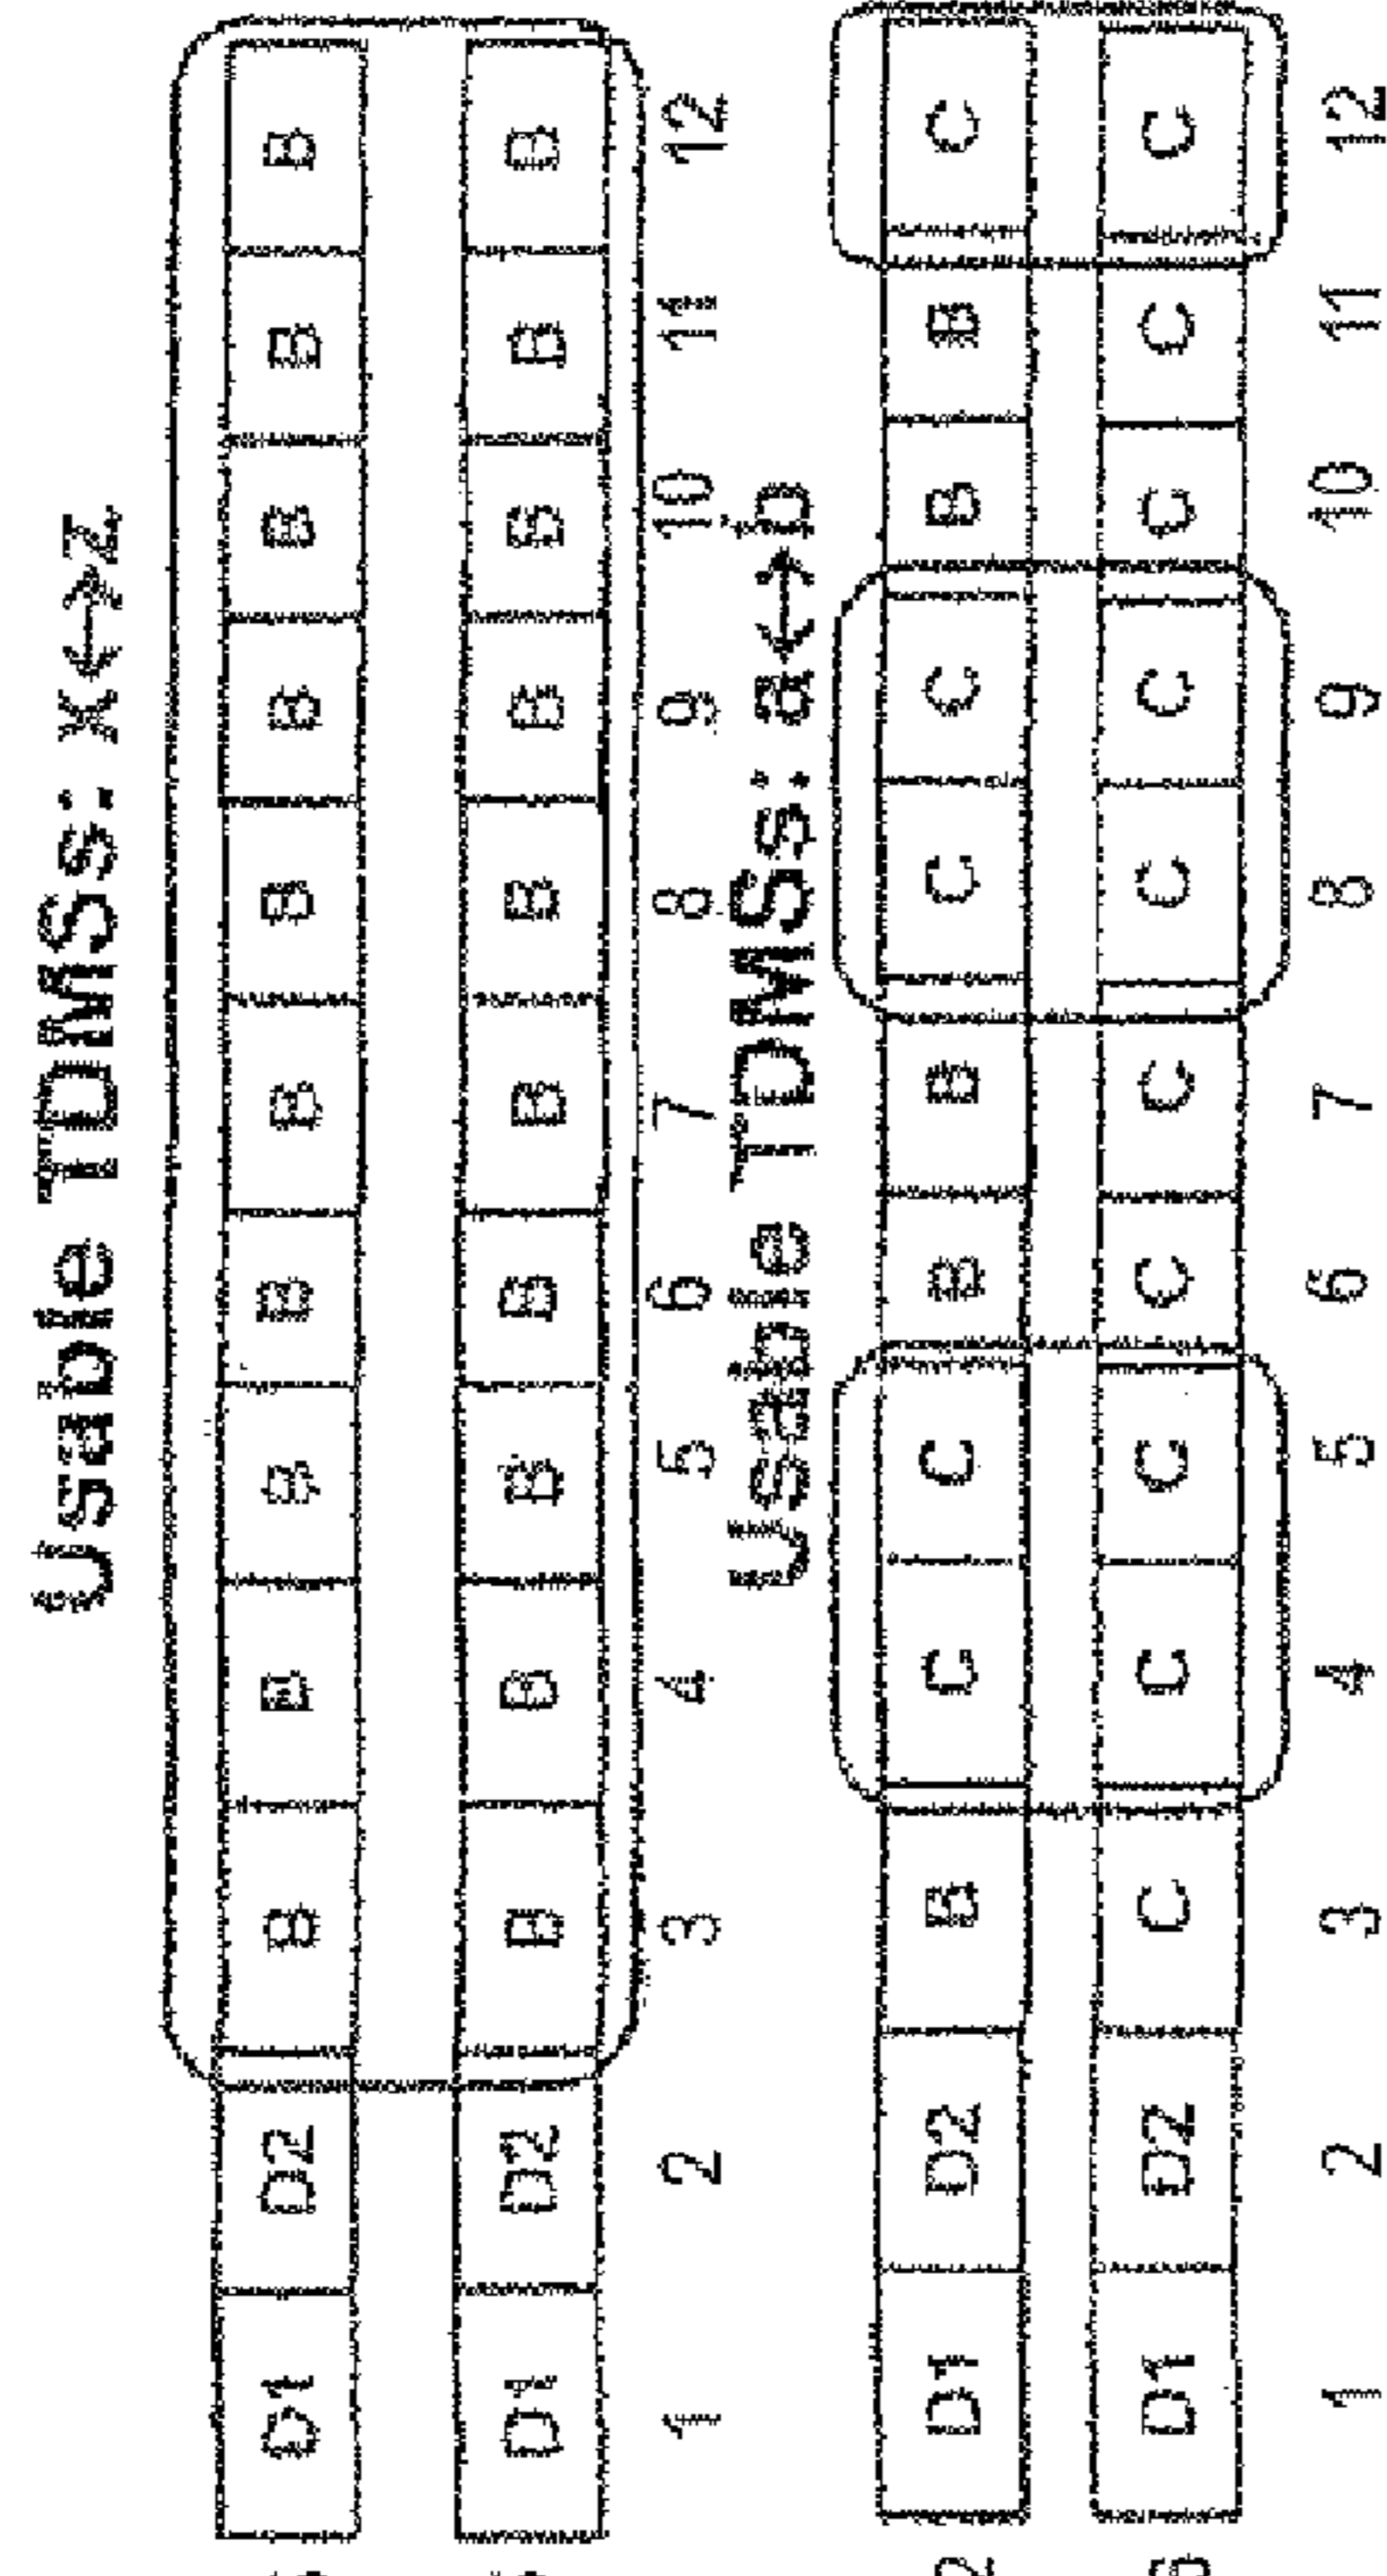 Usable TDMSs: x↔z
D1 D2 B B B B B B B B B B
D1 D2 B B B B B B B B B B
1 2 3 4 5 6 7 8 9 10 11 12
Usable TDMSs: a↔b
D1 D2 B C C B B C C B B C
D1 D2 C C C C C C C C C C
1 2 3 4 5 6 7 8 9 10 11 12